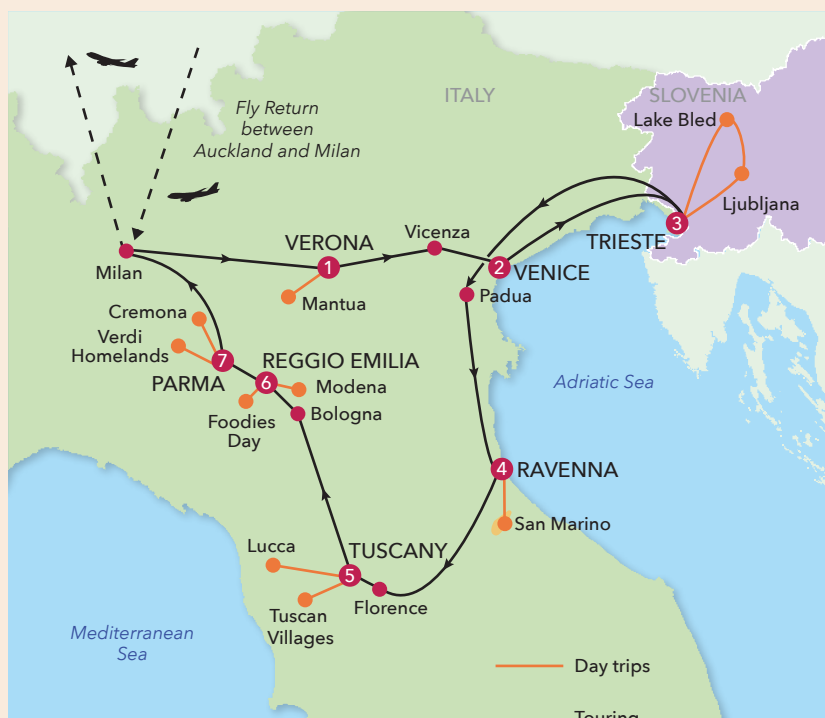 ITALY
SLOVENIA
Fly Return
between
Auckland and Milan
Lake Bled
Ljubljana
3
TRIESTE
Vicenza
VERONA
1
2
VENICE
Milan
Mantua
Padua
Cremona
Verdi
Homelands
7
PARMA
REGGIO EMILIA
6
Modena
Foodies
Day
Bologna
Adriatic Sea
4
RAVENNA
San Marino
Lucca
TUSCANY
5
Florence
Tuscan
Villages
Mediterranean
Sea
Day trips
Touring